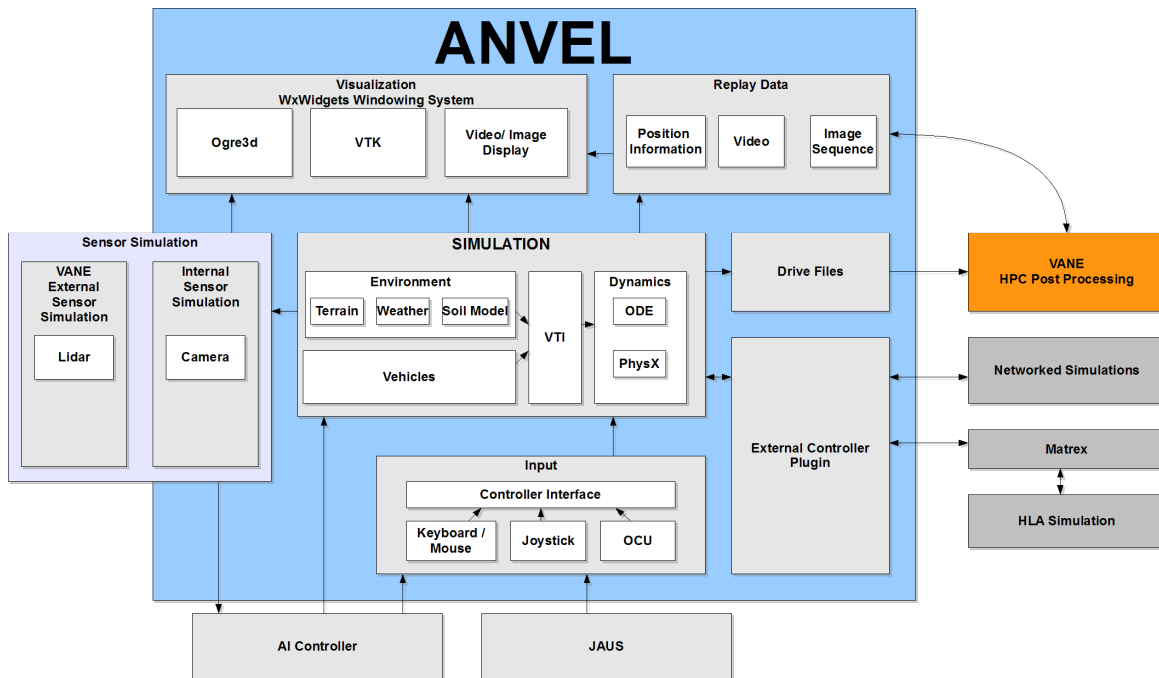 ANVEL
Visualization
WxWidgets Windowing System
Ogre3d
VTK
Video/ Image
Display
Replay Data
Position
Information
Video
Image
Sequence
Sensor Simulation
VANE
External
Sensor
Simulation
Lidar
Internal
Sensor
Simulation
Camera
SIMULATION
Environment
Terrain
Weather
Soil Model
Vehicles
VTI
Dynamics
ODE
PhysX
Drive Files
VANE
HPC Post Processing
External Controller
Plugin
Networked Simulations
Matrex
HLA Simulation
Input
Controller Interface
Keyboard /
Mouse
Joystick
OCU
AI Controller
JAUS